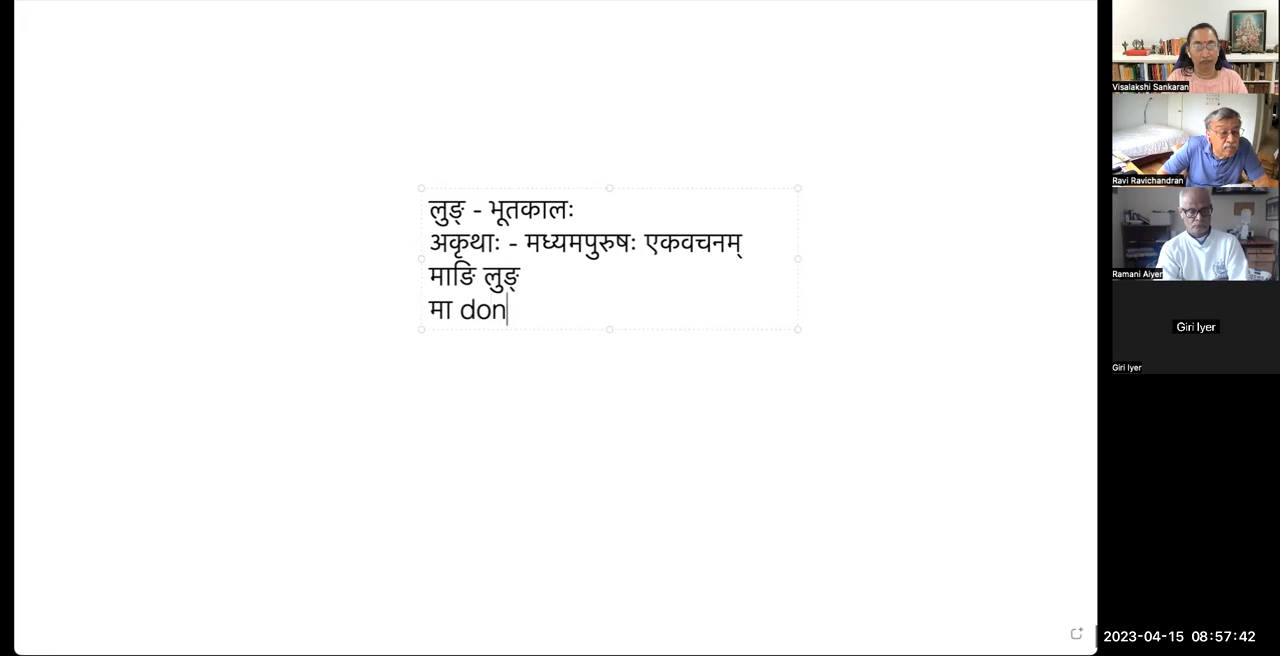 लुङ् - भूतकालः
अकृथाः - मध्यमपुरुषः एकवचनम्
माङि लुङ्
मा don
Visalakshi Sankaran
Ravi Ravichandran
Ramani Aiyer
Giri Iyer
Giri Iyer
2023-04-15 08:57:42